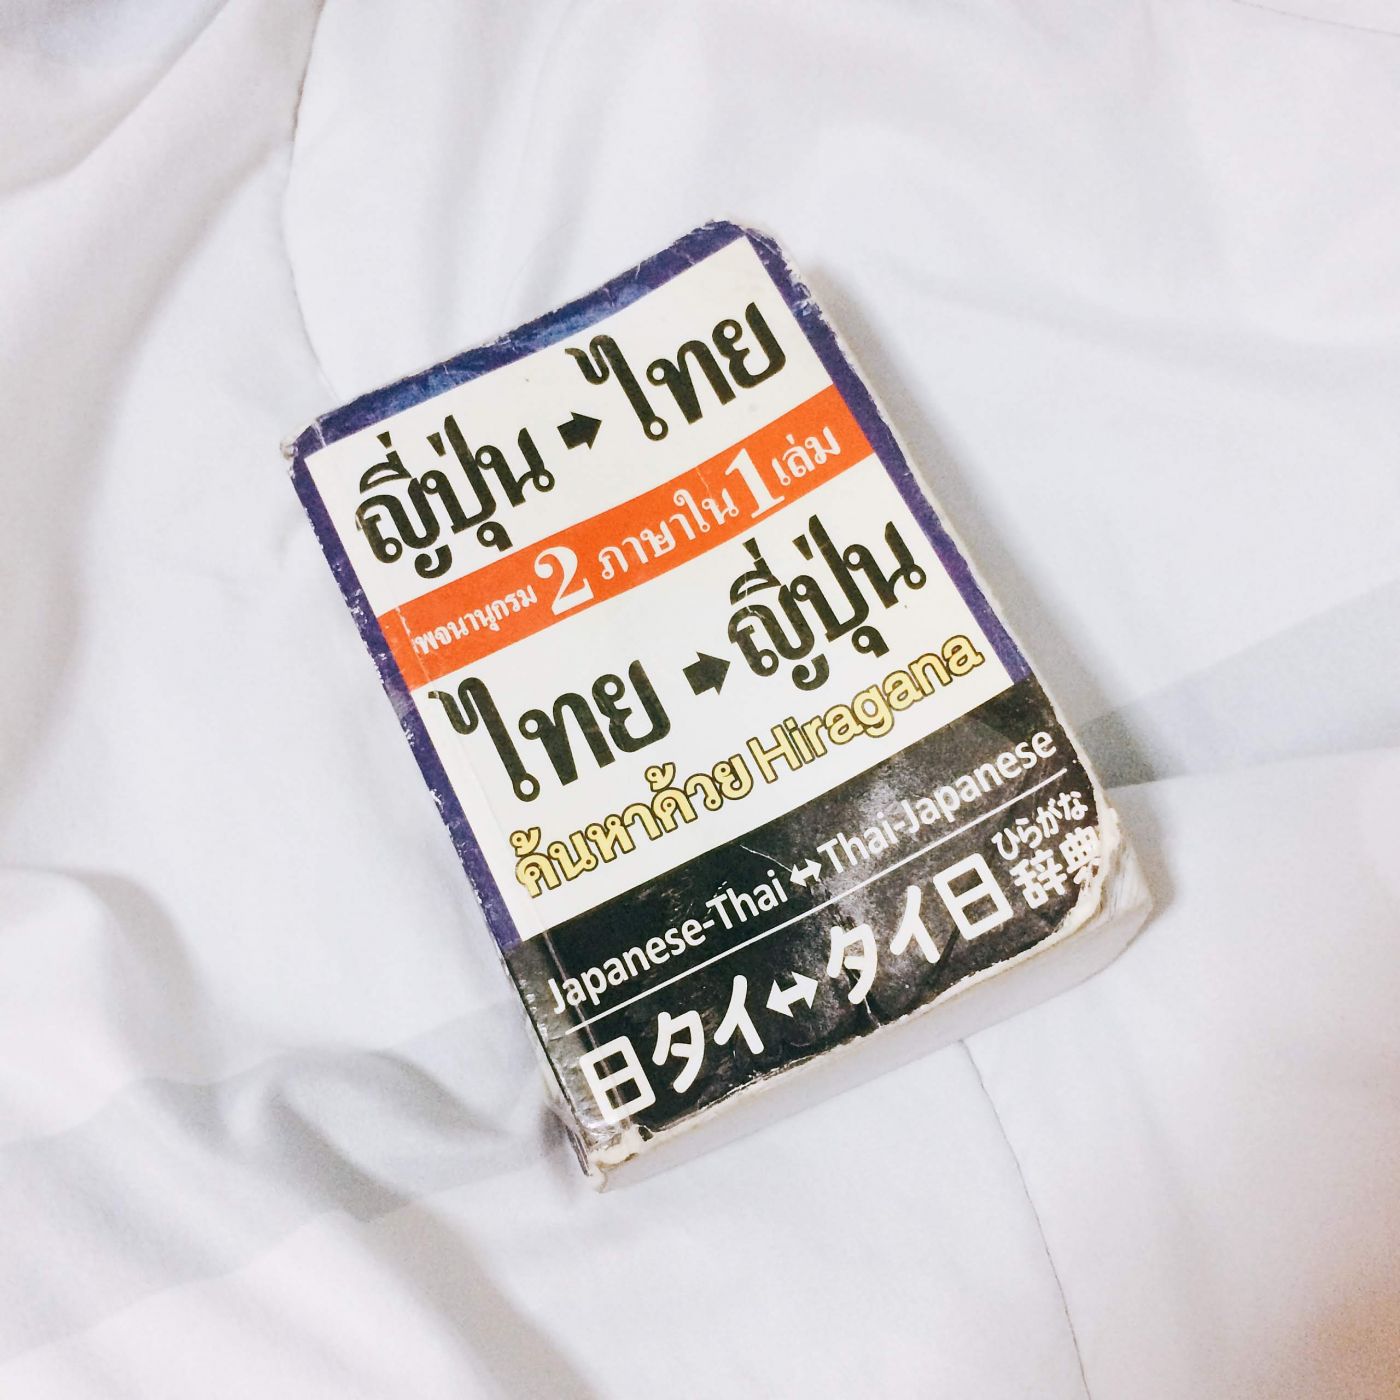 ญี่ปุ่น➡ไทย
พจนานุกรม 2 ภาษาใน 1 เล่ม
ไทย➡ญี่ปุ่น
ค้นหาด้วย Hiragana
Japanese-Thai↔Thai-Japanese
日タイ↔タイ日 ひらがな辞典